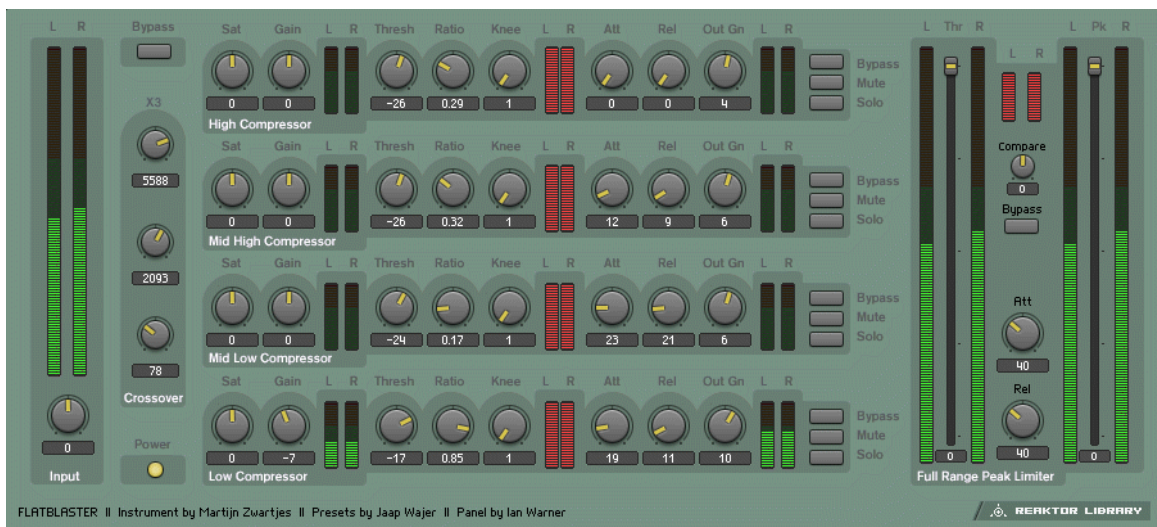 L R Bypass Sat Gain L R Thresh Ratio Knee L R Att Rel Out Gn L R L Thr R L Pk R
L R
Bypass
Mute
Solo
X3
0 0 -26 0.29 1 0 0 4
High Compressor
Sat Gain L R Thresh Ratio Knee L R Att Rel Out Gn L R
Compare
0
Bypass
Bypass
Mute
Solo
5588
0 0 -26 0.32 1 12 9 6
Mid High Compressor
Sat Gain L R Thresh Ratio Knee L R Att Rel Out Gn L R
2093
Bypass
Mute
Solo
Att
0 0 -24 0.17 1 23 21 6
Mid Low Compressor
40
78
Sat Gain L R Thresh Ratio Knee L R Att Rel Out Gn L R
Rel
Crossover
Bypass
Mute
Solo
0
Power
0 -7 -17 0.85 1 19 11 10
0 40 0
Input
Low Compressor
Full Range Peak Limiter
FLATBLASTER II Instrument by Martijn Zwartjes II Presets by Jaap Wajer II Panel by Ian Warner
REAKTOR LIBRARY